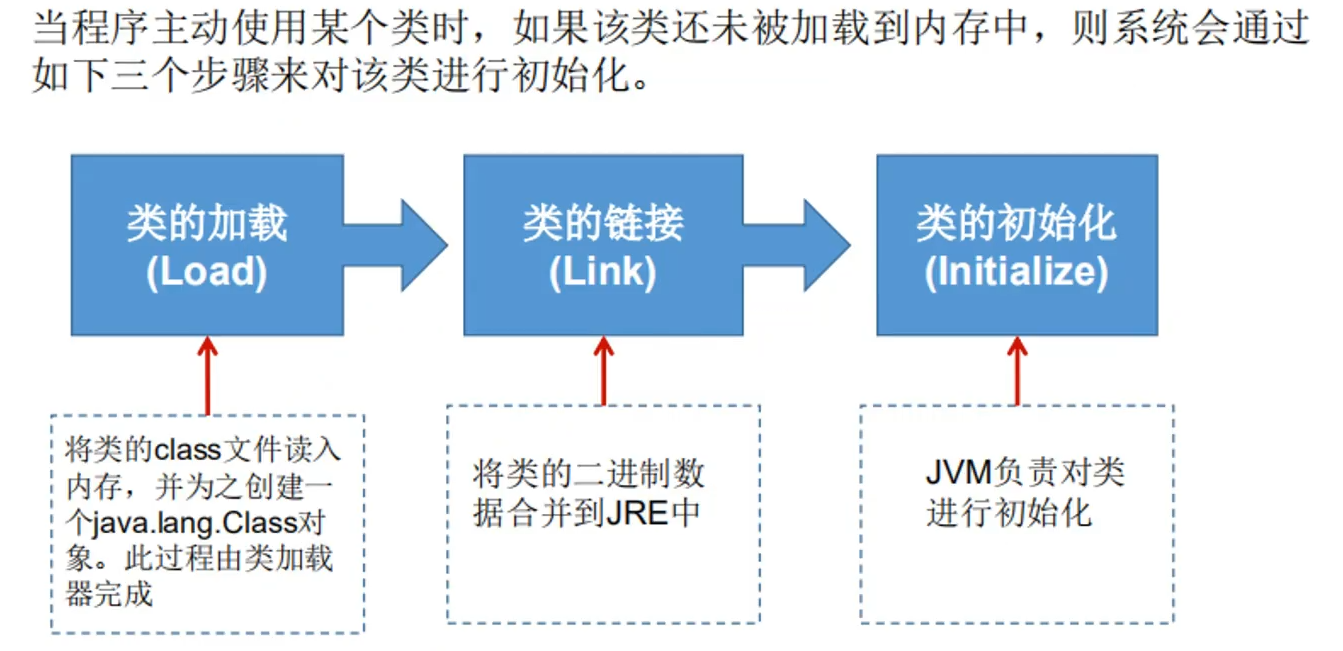 当程序主动使用某个类时，如果该类还未被加载到内存中，则系统会通过
如下三个步骤来对该类进行初始化。
类的加载
(Load)
类的链接
(Link)
类的初始化
(Initialize)
将类的class文件读入
内存，并为之创建一
个java.lang.Class对
象。此过程由类加载
器完成
将类的二进制数
据合并到JRE中
JVM负责对类
进行初始化